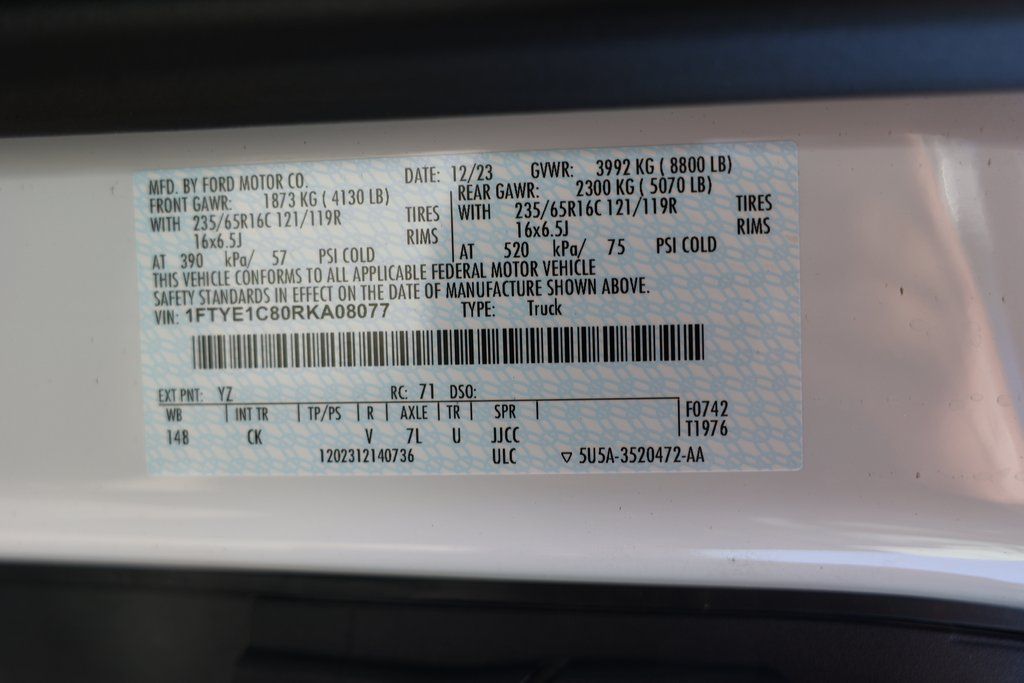 MFD. BY FORD MOTOR CO. DATE: 12/23 GVWR: 3992 KG ( 8800 LB)
FRONT GAWR: 1873 KG ( 4130 LB) REAR GAWR: 2300 KG ( 5070 LB)
WITH 235/65R16C 121/119R TIRES WITH 235/65R16C 121/119R TIRES
16x6.5J RIMS 16x6.5J RIMS
AT 390 kPa/ 57 PSI COLD AT 520 kPa/ 75 PSI COLD
THIS VEHICLE CONFORMS TO ALL APPLICABLE FEDERAL MOTOR VEHICLE
SAFETY STANDARDS IN EFFECT ON THE DATE OF MANUFACTURE SHOWN ABOVE.
VIN: 1FTYE1C80RKA08077 TYPE: Truck
EXT PNT: YZ RC: 71 DSO:
WB INT TR TP/PS R AXLE TR SPR F0742
148 CK V 7L U JJCC T1976
1202312140736 ULC ▽ 5U5A-3520472-AA